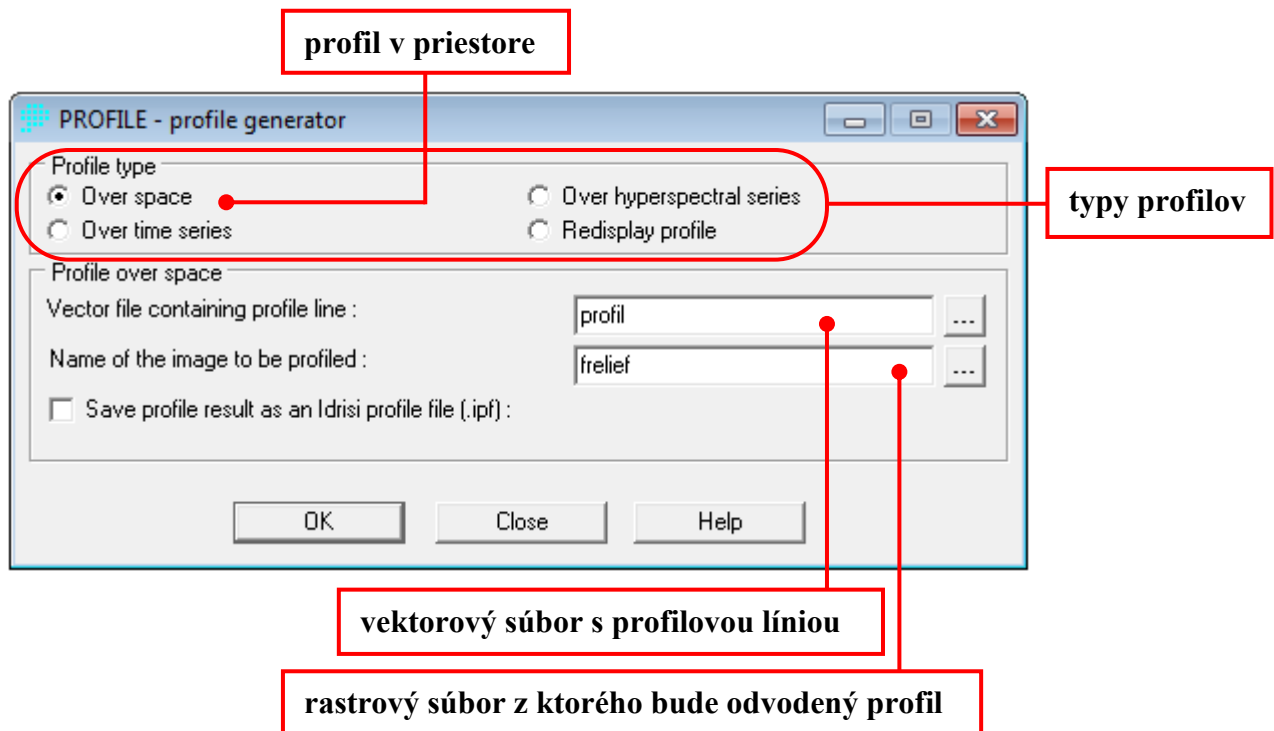 profil v priestore
PROFILE - profile generator
Profile type
Over space
Over hyperspectral series
typy profilov
Over time series
Redisplay profile
Profile over space
Vector file containing profile line :
profil
...
Name of the image to be profiled :
frelief
...
Save profile result as an Idrisi profile file (.ipf) :
OK
Close
Help
vektorový súbor s profilovou líniou
rastrový súbor z ktorého bude odvodený profil